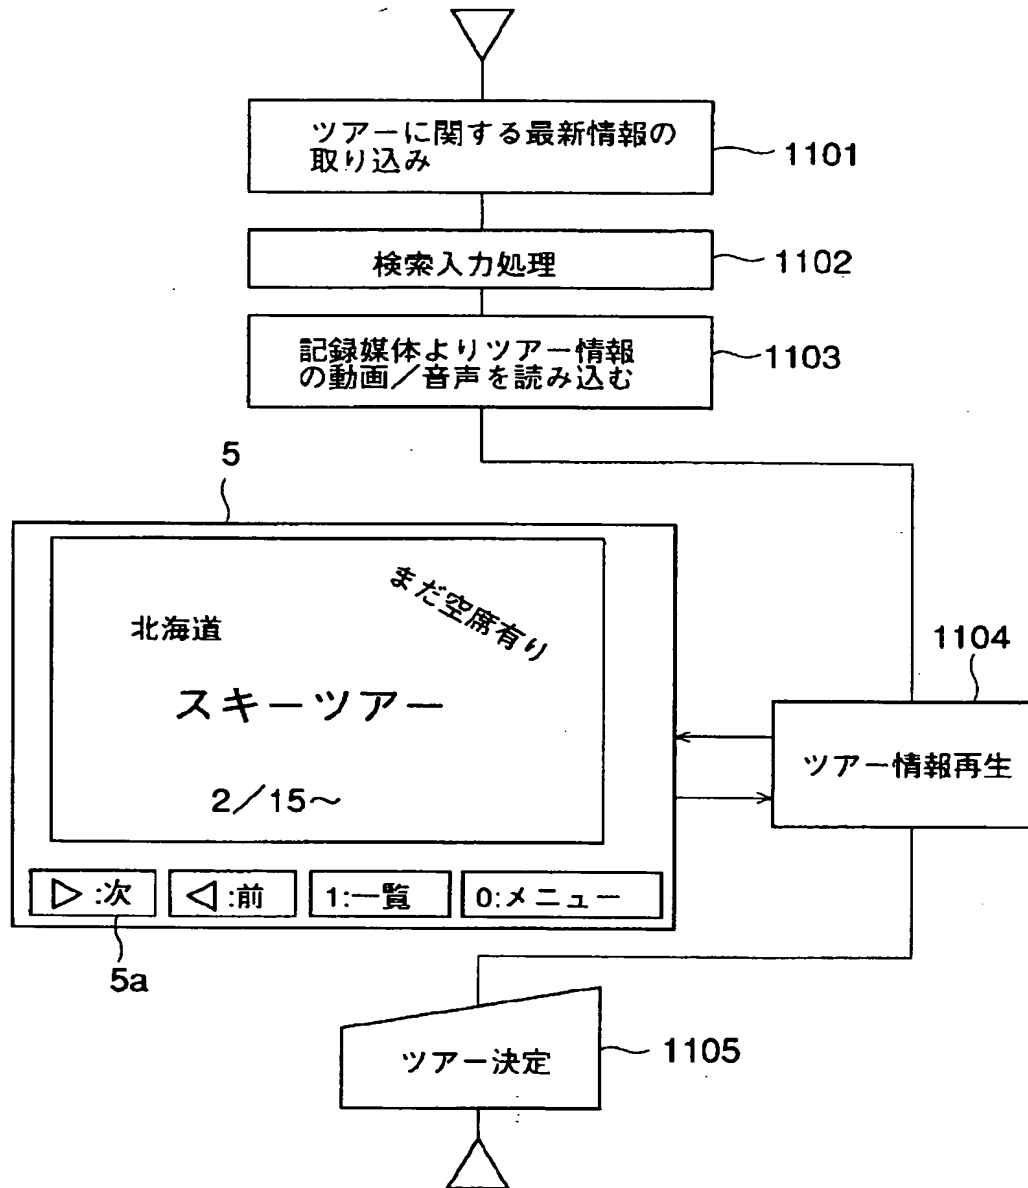 ツアーに関する最新情報の
取り込み
1101
検索入力処理
1102
記録媒体よりツアー情報
の動画／音声を読み込む
1103
5
まだ空席有り
北海道
スキーツアー
2／15～
▷:次
◁:前
1:一覧
0:メニュー
5a
1104
ツアー情報再生
ツアー決定
1105